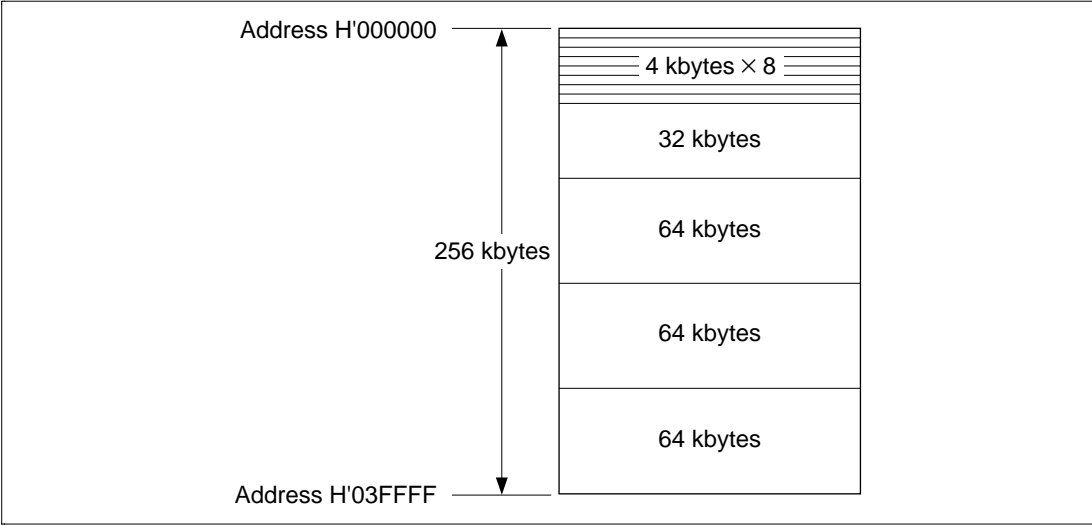 Address H'000000
4 kbytes × 8
32 kbytes
64 kbytes
256 kbytes
64 kbytes
64 kbytes
Address H'03FFFF